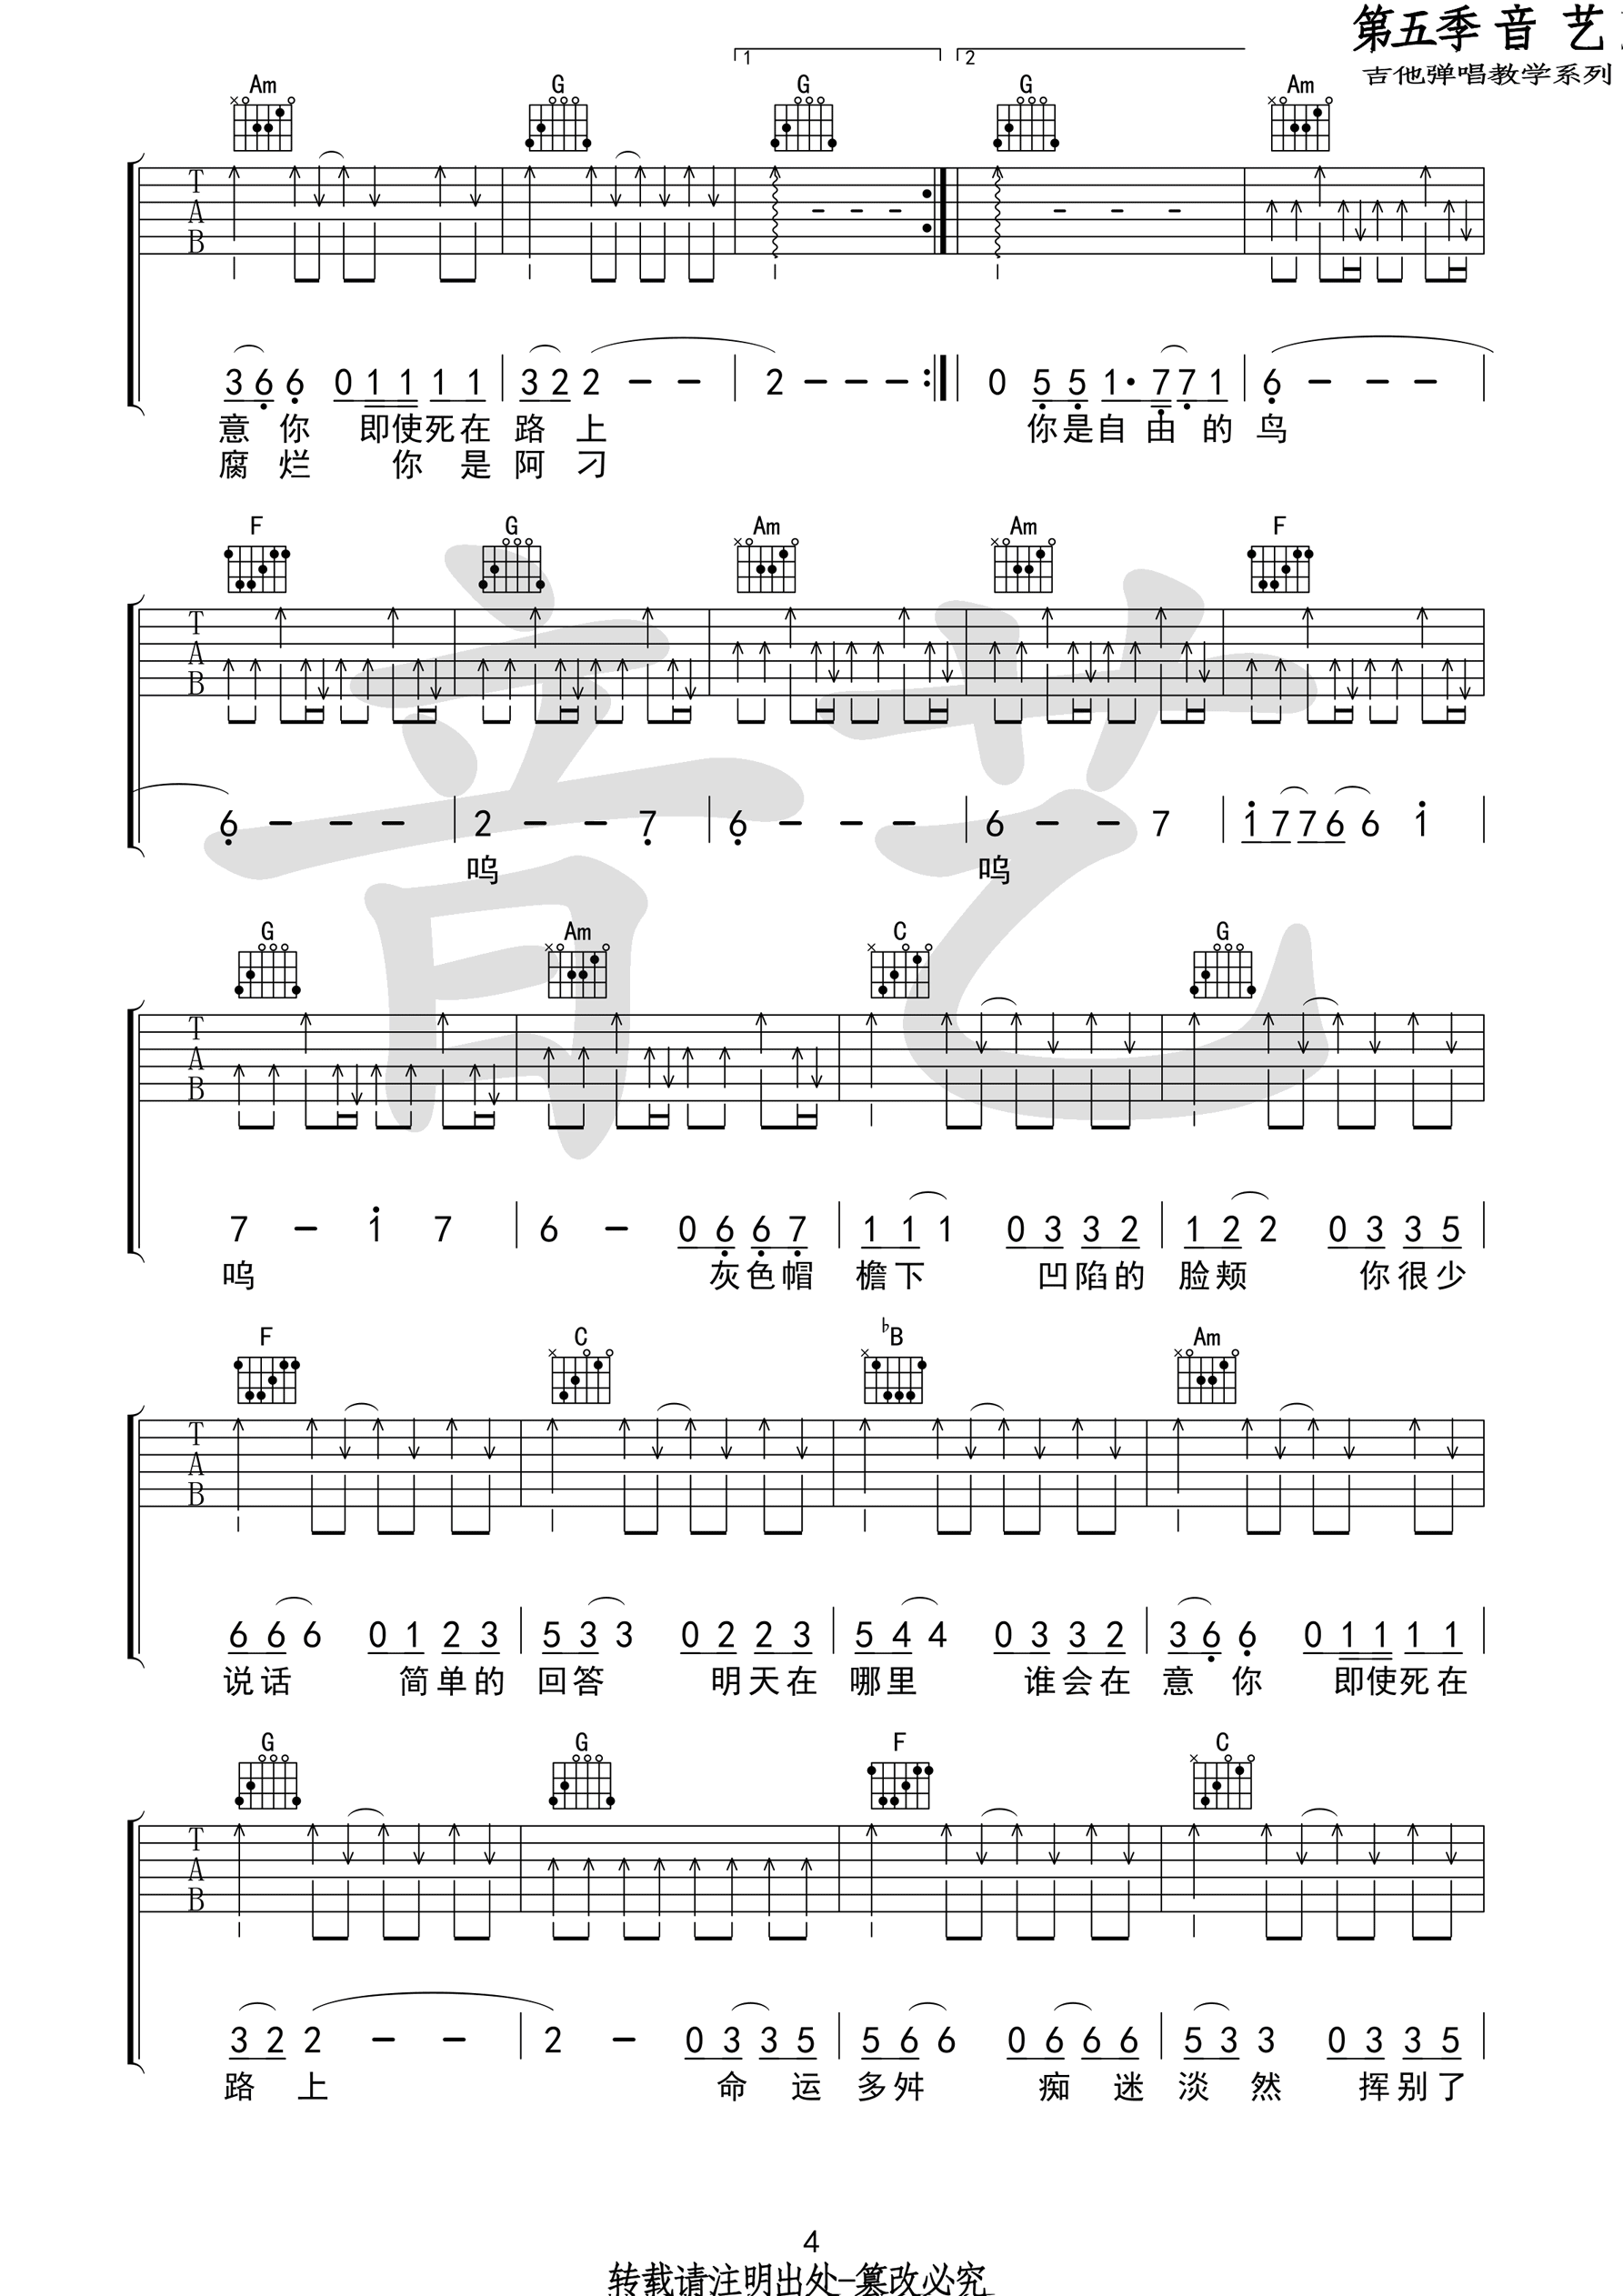 第五季 音 艺
吉他弹唱教学系列
1 2
Am G G G Am
T
A
B
3 6 6 0 1 1 1 1 3 2 2 - - 2 - - - 0 5 5 1 · 7 7 1 6 - - -
意 你 即使死在 路 上 你是自 由 的 鸟
腐 烂 你 是 阿 刁
F G Am Am F
T
A
B
6 - - - 2 - - 7 6 - - - 6 - - 7 1 7 7 6 6 1
呜 呜
G Am C G
T
A
B
7 - 1 7 6 - 0 6 6 7 1 1 1 0 3 3 2 1 2 2 0 3 3 5
呜 灰色帽 檐下 凹陷的 脸颊 你很少
F C ♭B Am
T
A
B
6 6 6 0 1 2 3 5 3 3 0 2 2 3 5 4 4 0 3 3 2 3 6 6 0 1 1 1 1
说话 简单的 回答 明天在 哪里 谁会在 意 你 即使死在
G G F C
T
A
B
3 2 2 - - 2 - 0 3 3 5 5 6 6 0 6 6 6 5 3 3 0 3 3 5
路 上 命 运 多舛 痴 迷 淡 然 挥别了
音艺
4
转载请注明出处-篡改必究